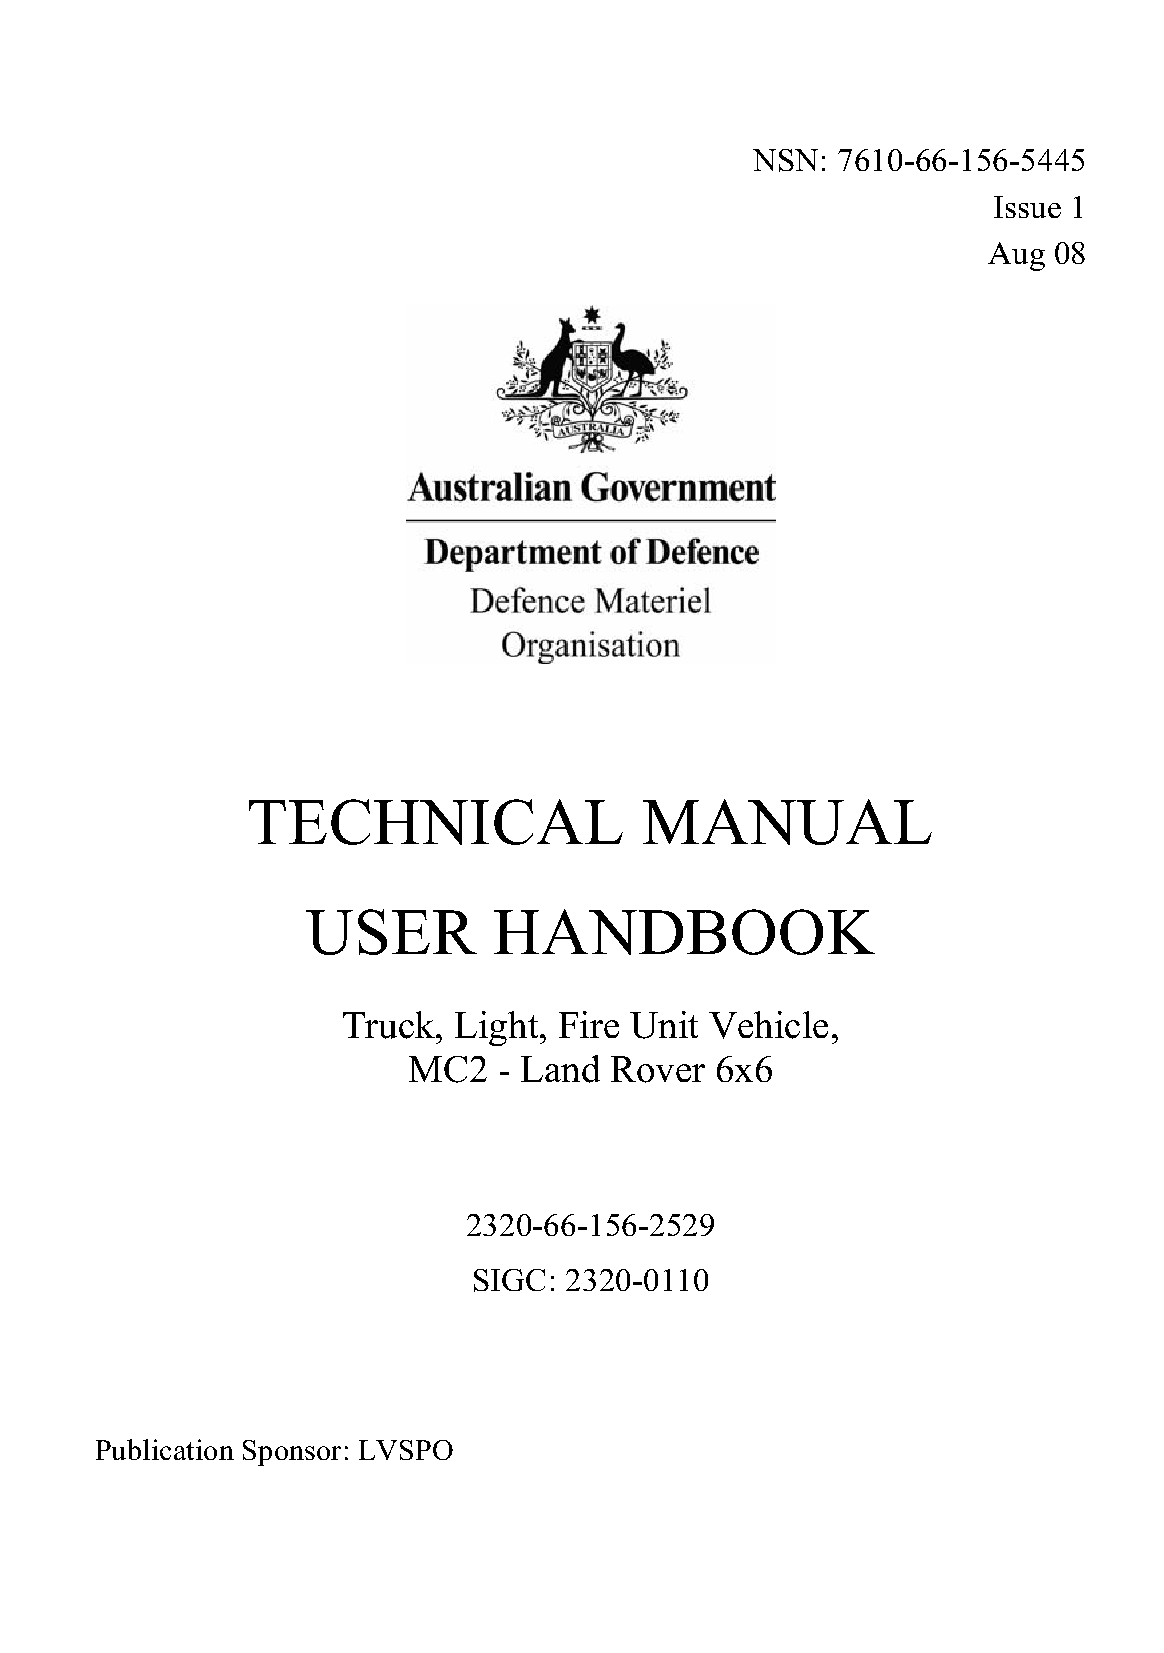 NSN: 7610-66-156-5445
Issue 1
Aug 08
AUSTRALIA
Australian Government
Department of Defence
Defence Materiel
Organisation
TECHNICAL MANUAL
USER HANDBOOK
Truck, Light, Fire Unit Vehicle,
MC2 - Land Rover 6x6
2320-66-156-2529
SIGC: 2320-0110
Publication Sponsor: LVSPO